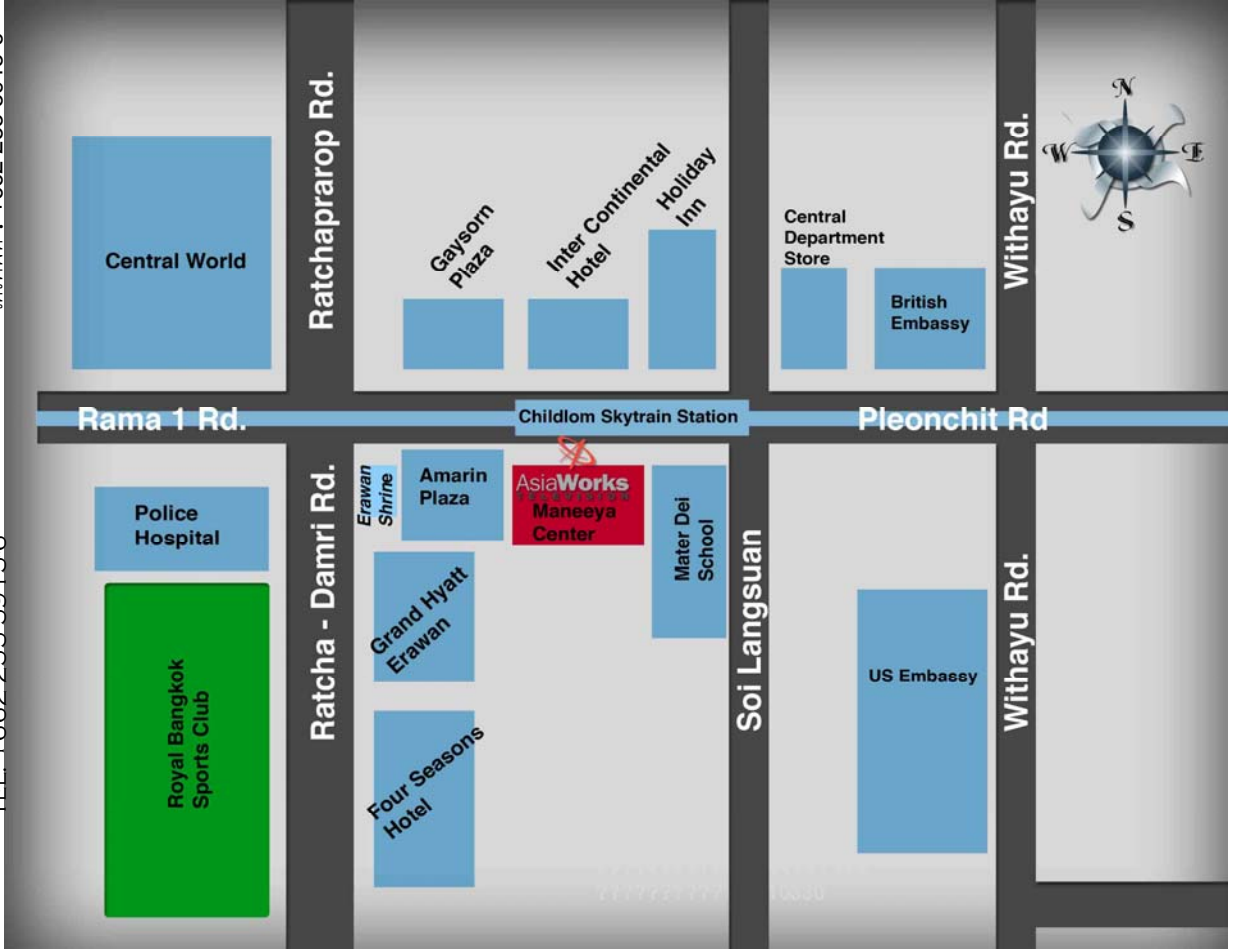 Ratchaprarop Rd.
Withayu Rd.
N
W
E
S
Central World
Gaysorn
Plaza
Inter Continental
Hotel
Holiday
Inn
Central
Department
Store
British
Embassy
Rama 1 Rd.
Childlom Skytrain Station
Pleonchit Rd
Police
Hospital
Erawan
Shrine
Amarin
Plaza
AsiaWorks
TELEVISION
Maneeya
Center
Mater Dei
School
Ratcha - Damri Rd.
Grand Hyatt
Erawan
Soi Langsuan
Withayu Rd.
US Embassy
Royal Bangkok
Sports Club
Four Seasons
Hotel